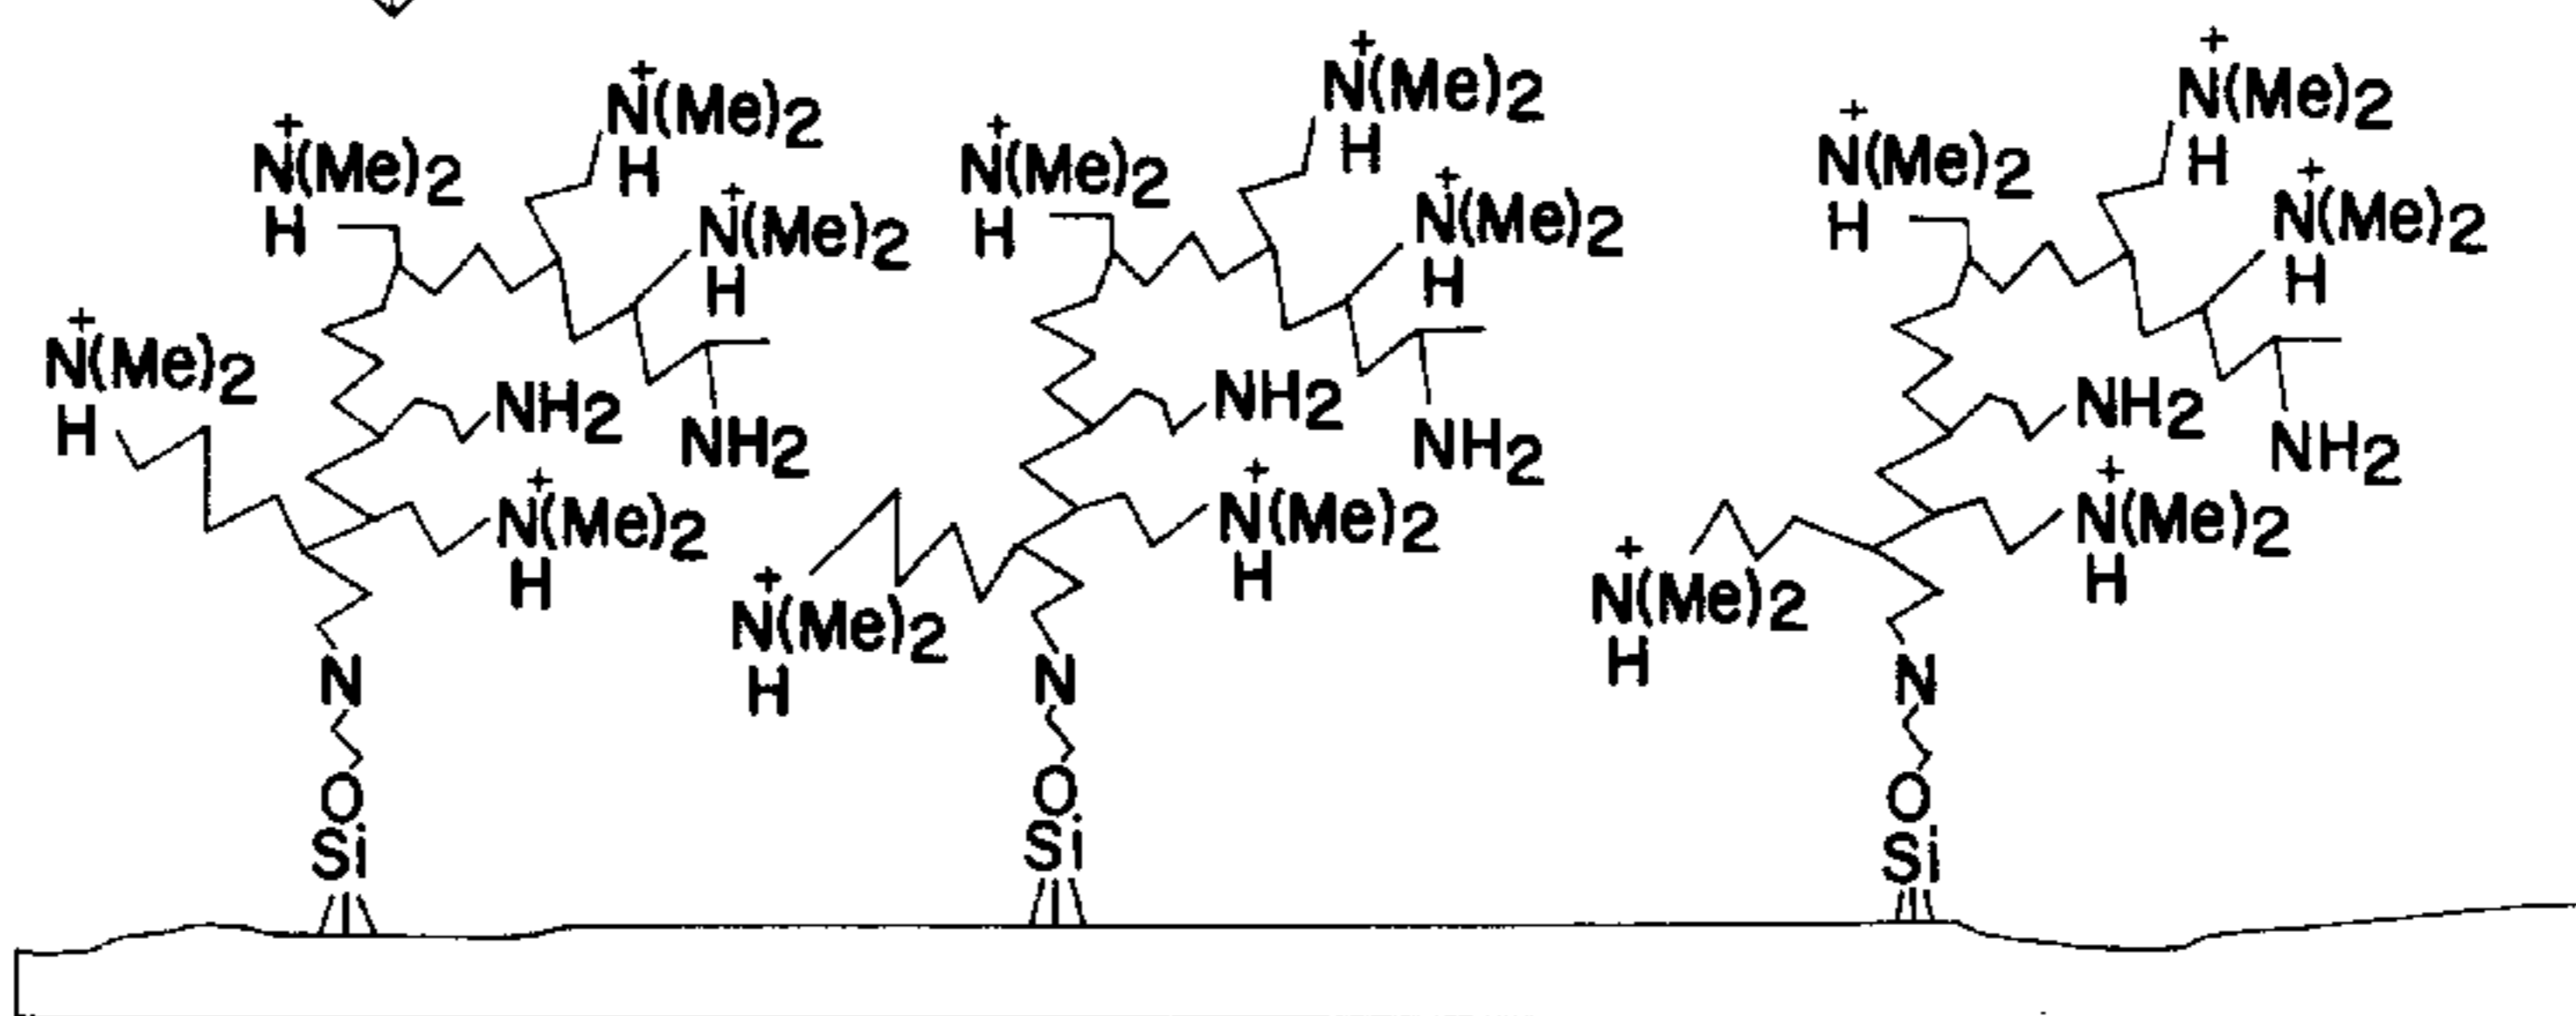 + + +
N(Me)2 N(Me)2 N(Me)2
H H H
+ + +
N(Me)2 N(Me)2 N(Me)2
H H H
+ + +
N(Me)2 N(Me)2 N(Me)2
H H H
+
N(Me)2
H
NH2 NH2 NH2
NH2 NH2 NH2
+ + +
N(Me)2 N(Me)2 N(Me)2
H H H
+ +
N(Me)2 N(Me)2
H H
N N N
O O O
Si Si Si